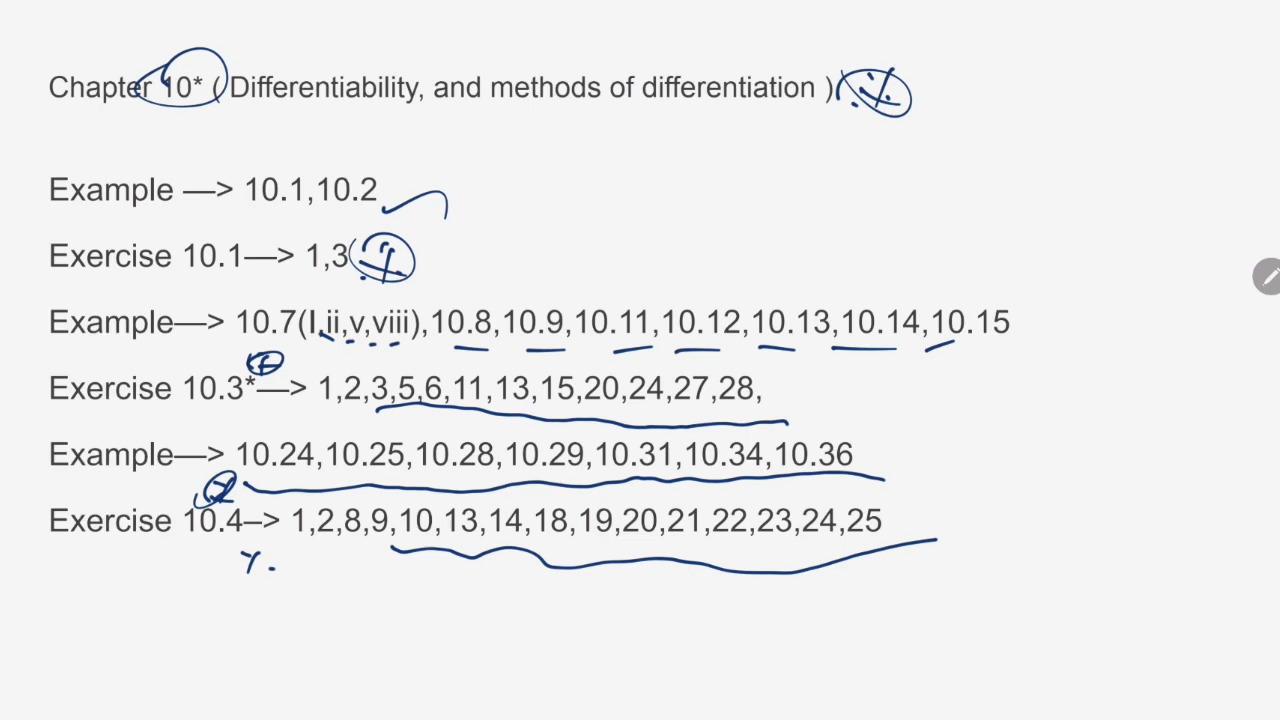 Chapter 10* ( Differentiability, and methods of differentiation )
Example —> 10.1,10.2
Exercise 10.1—> 1,3
Example—> 10.7(I,ii,v,viii),10.8,10.9,10.11,10.12,10.13,10.14,10.15
Exercise 10.3*—> 1,2,3,5,6,11,13,15,20,24,27,28,
Example—> 10.24,10.25,10.28,10.29,10.31,10.34,10.36
Exercise 10.4–> 1,2,8,9,10,13,14,18,19,20,21,22,23,24,25